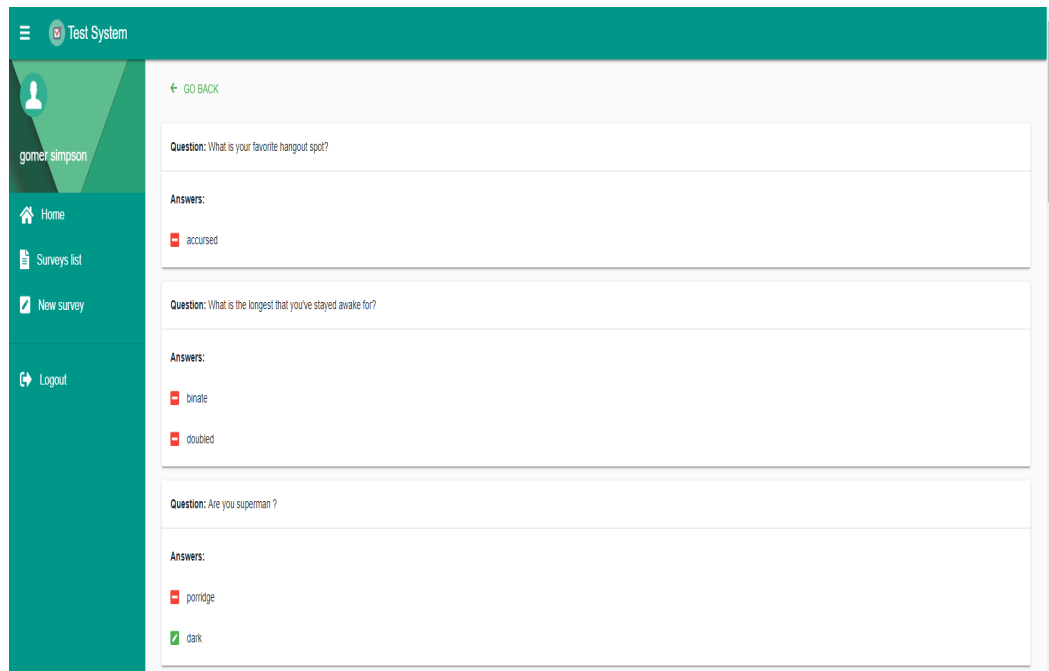 Test System
gomer simpson
Home
Surveys list
New survey
Logout
GO BACK
Question: What is your favorite hangout spot?
Answers:
accursed
Question: What is the longest that you've stayed awake for?
Answers:
binate
doubled
Question: Are you superman ?
Answers:
porridge
dark